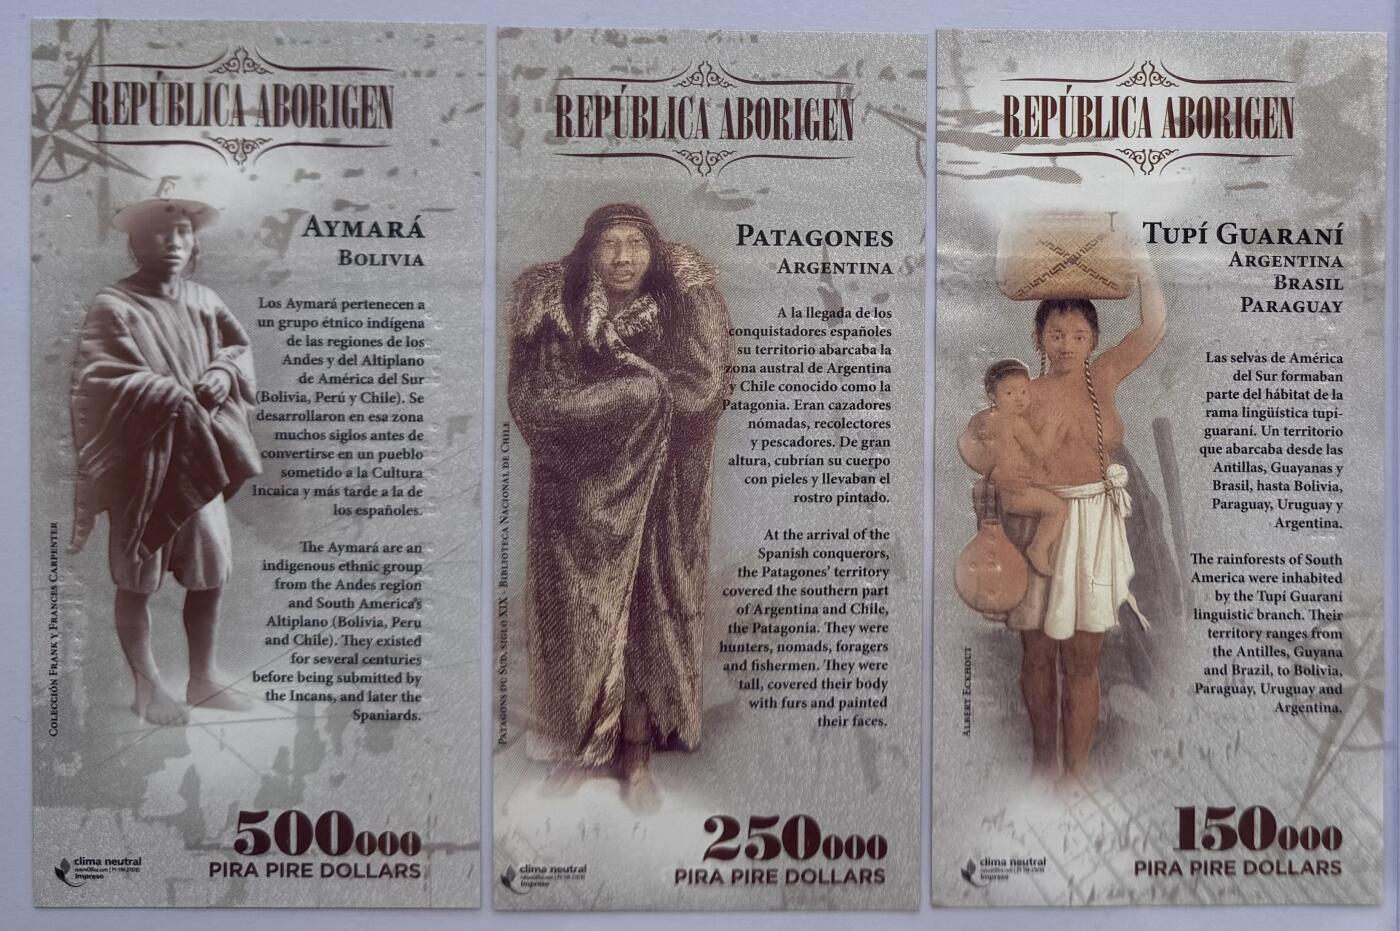 REPÚBLICA ABORIGEN
AYMARÁ
BOLIVIA
Los Aymará pertenecen a
un grupo étnico indígena
de las regiones de los
Andes y del Altiplano
de América del Sur
(Bolivia, Perú y Chile). Se
desarrollaron en esa zona
muchos siglos antes de
convertirse en un pueblo
sometido a la Cultura
Incaica y más tarde a la de
los españoles.
The Aymará are an
indigenous ethnic group
from the Andes region
and South America's
Altiplano (Bolivia, Peru
and Chile). They existed
for several centuries
before being submitted by
the Incans, and later the
Spaniards.
COLECCIÓN FRANK Y FRANCES CARPENTER
500000
PIRA PIRE DOLLARS
clima neutral
Impreso
REPÚBLICA ABORIGEN
PATAGONES
ARGENTINA
A la llegada de los
conquistadores españoles
su territorio abarcaba la
zona austral de Argentina
y Chile conocido como la
Patagonia. Eran cazadores
nómadas, recolectores
y pescadores. De gran
altura, cubrían su cuerpo
con pieles y llevaban el
rostro pintado.
At the arrival of the
Spanish conquerors,
the Patagones' territory
covered the southern part
of Argentina and Chile,
the Patagonia. They were
hunters, nomads, foragers
and fishermen. They were
tall, covered their body
with furs and painted
their faces.
PATAGONS DU SUD, SIGLO XIX BIBLIOTECA NACIONAL DE CHILE
250000
PIRA PIRE DOLLARS
clima neutral
Impreso
REPÚBLICA ABORIGEN
TUPÍ GUARANÍ
ARGENTINA
BRASIL
PARAGUAY
Las selvas de América
del Sur formaban
parte del hábitat de la
rama lingüística tupí-
guaraní. Un territorio
que abarcaba desde las
Antillas, Guayanas y
Brasil, hasta Bolivia,
Paraguay, Uruguay y
Argentina.
The rainforests of South
America were inhabited
by the Tupí Guaraní
linguistic branch. Their
territory ranges from
the Antilles, Guyana
and Brazil, to Bolivia,
Paraguay, Uruguay and
Argentina.
ALBERT ECKHOUT
150000
PIRA PIRE DOLLARS
clima neutral
Impreso